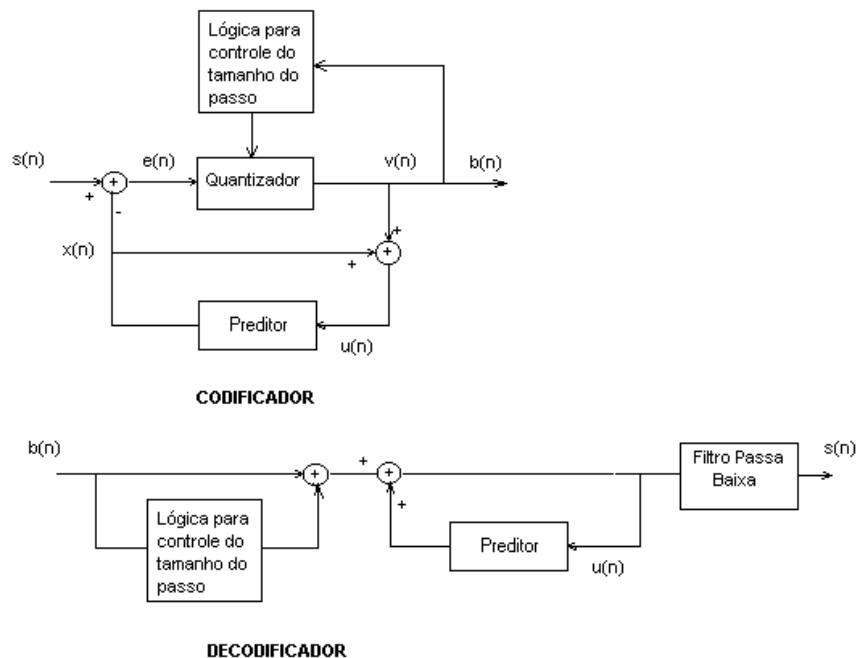 Lógica para
controle do
tamanho do
passo
s(n)
e(n)
v(n)
b(n)
+
Quantizador
+
-
+
x(n)
+
+
Preditor
u(n)
CODIFICADOR
b(n)
s(n)
+
+
+
Filtro Passa
Baixa
+
Lógica para
controle do
tamanho do
passo
Preditor
u(n)
DECODIFICADOR